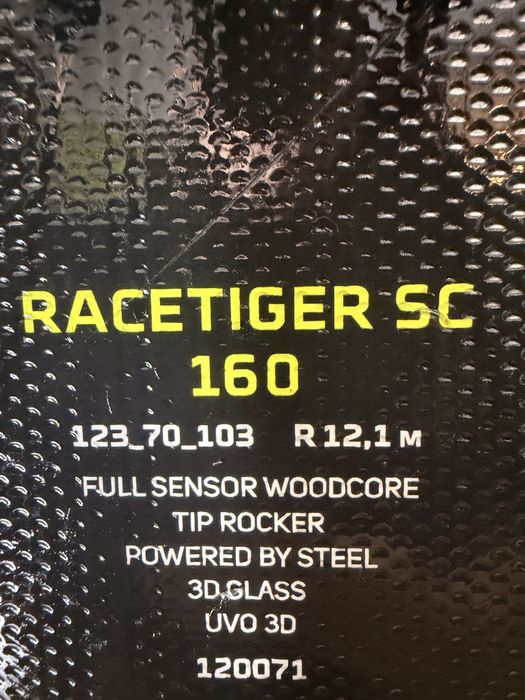 RACETIGER SC
160
123_70_103 R 12,1 M
FULL SENSOR WOODCORE
TIP ROCKER
POWERED BY STEEL
3D GLASS
UVO 3D
120071